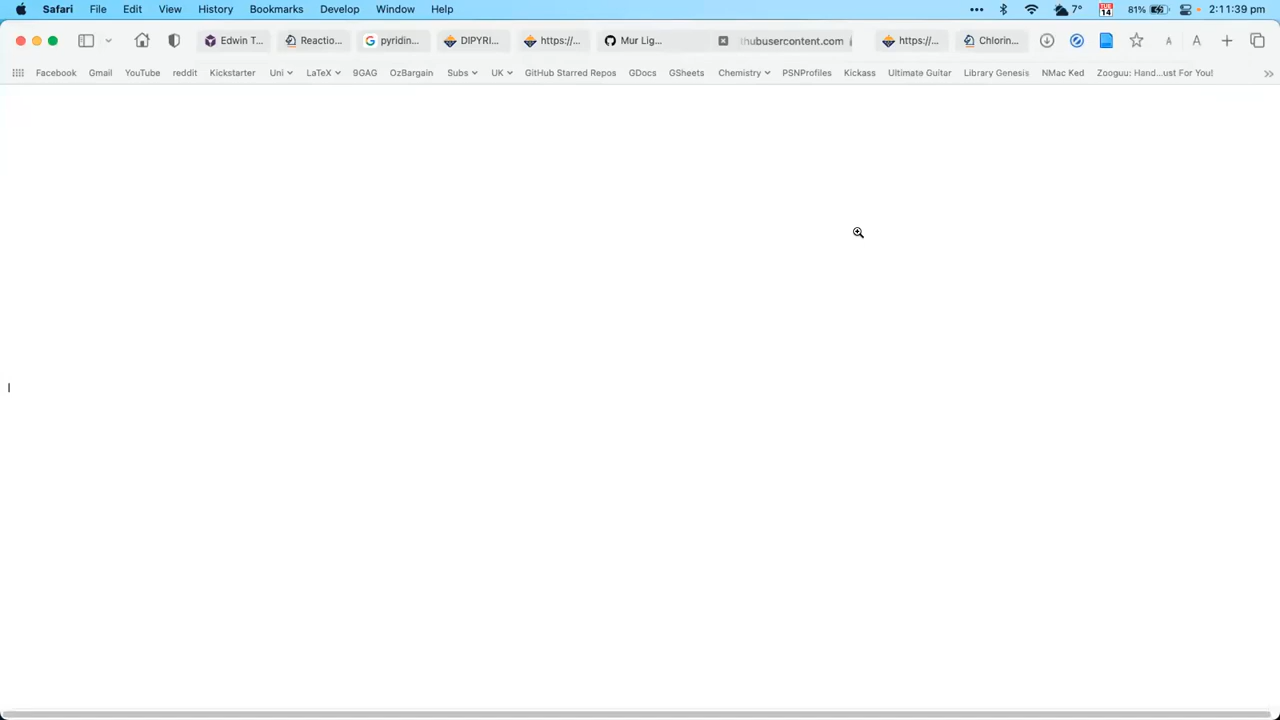 Safari File Edit View History Bookmarks Develop Window Help ••• 7° TUE 14 81% 2:11:39 pm
Edwin T... Reactio... pyridin... DIPYRI... https://... Mur Lig... thubusercontent.com https://... Chlorin... A A
Facebook Gmail YouTube reddit Kickstarter Uni LaTeX 9GAG OzBargain Subs UK GitHub Starred Repos GDocs GSheets Chemistry PSNProfiles Kickass Ultimate Guitar Library Genesis NMac Ked Zooguu: Hand...ust For You! »